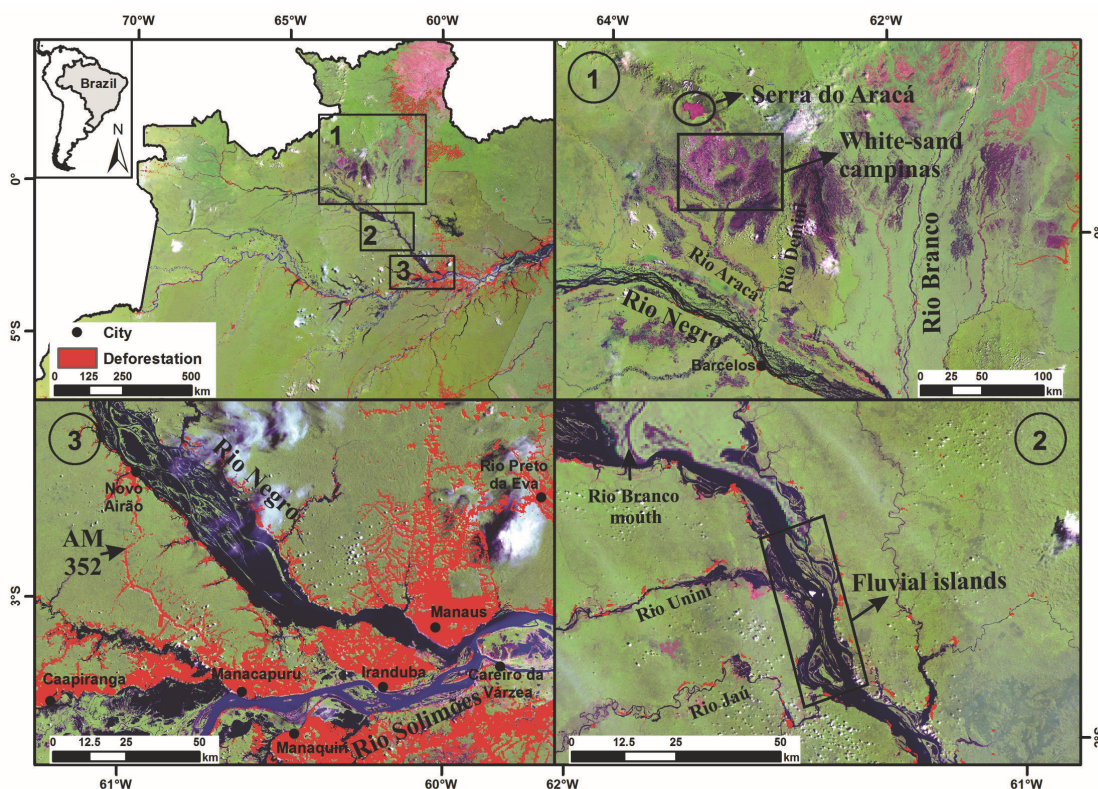 70°W
65°W
60°W
64°W
62°W
Brazil
N
1
2
3
0°
5°S
City
Deforestation
0
125
250
500
km
1
Serra do Aracá
White-sand
campinas
Rio Demini
Rio Aracá
Rio Branco
Rio Negro
Barcelos
0 25 50 100
km
3
Rio Negro
Rio Preto
da Eva
Novo
Airão
AM
352
3°S
Manaus
Caapiranga
Manacapuru
Iranduba
Careiro da
Várzea
Rio Solimões
Manaquiri
0 12.5 25 50
km
61°W
60°W
2
Rio Branco
mouth
Fluvial islands
Rio Unini
Rio Jaú
0 12.5 25 50
km
2°S
62°W
61°W